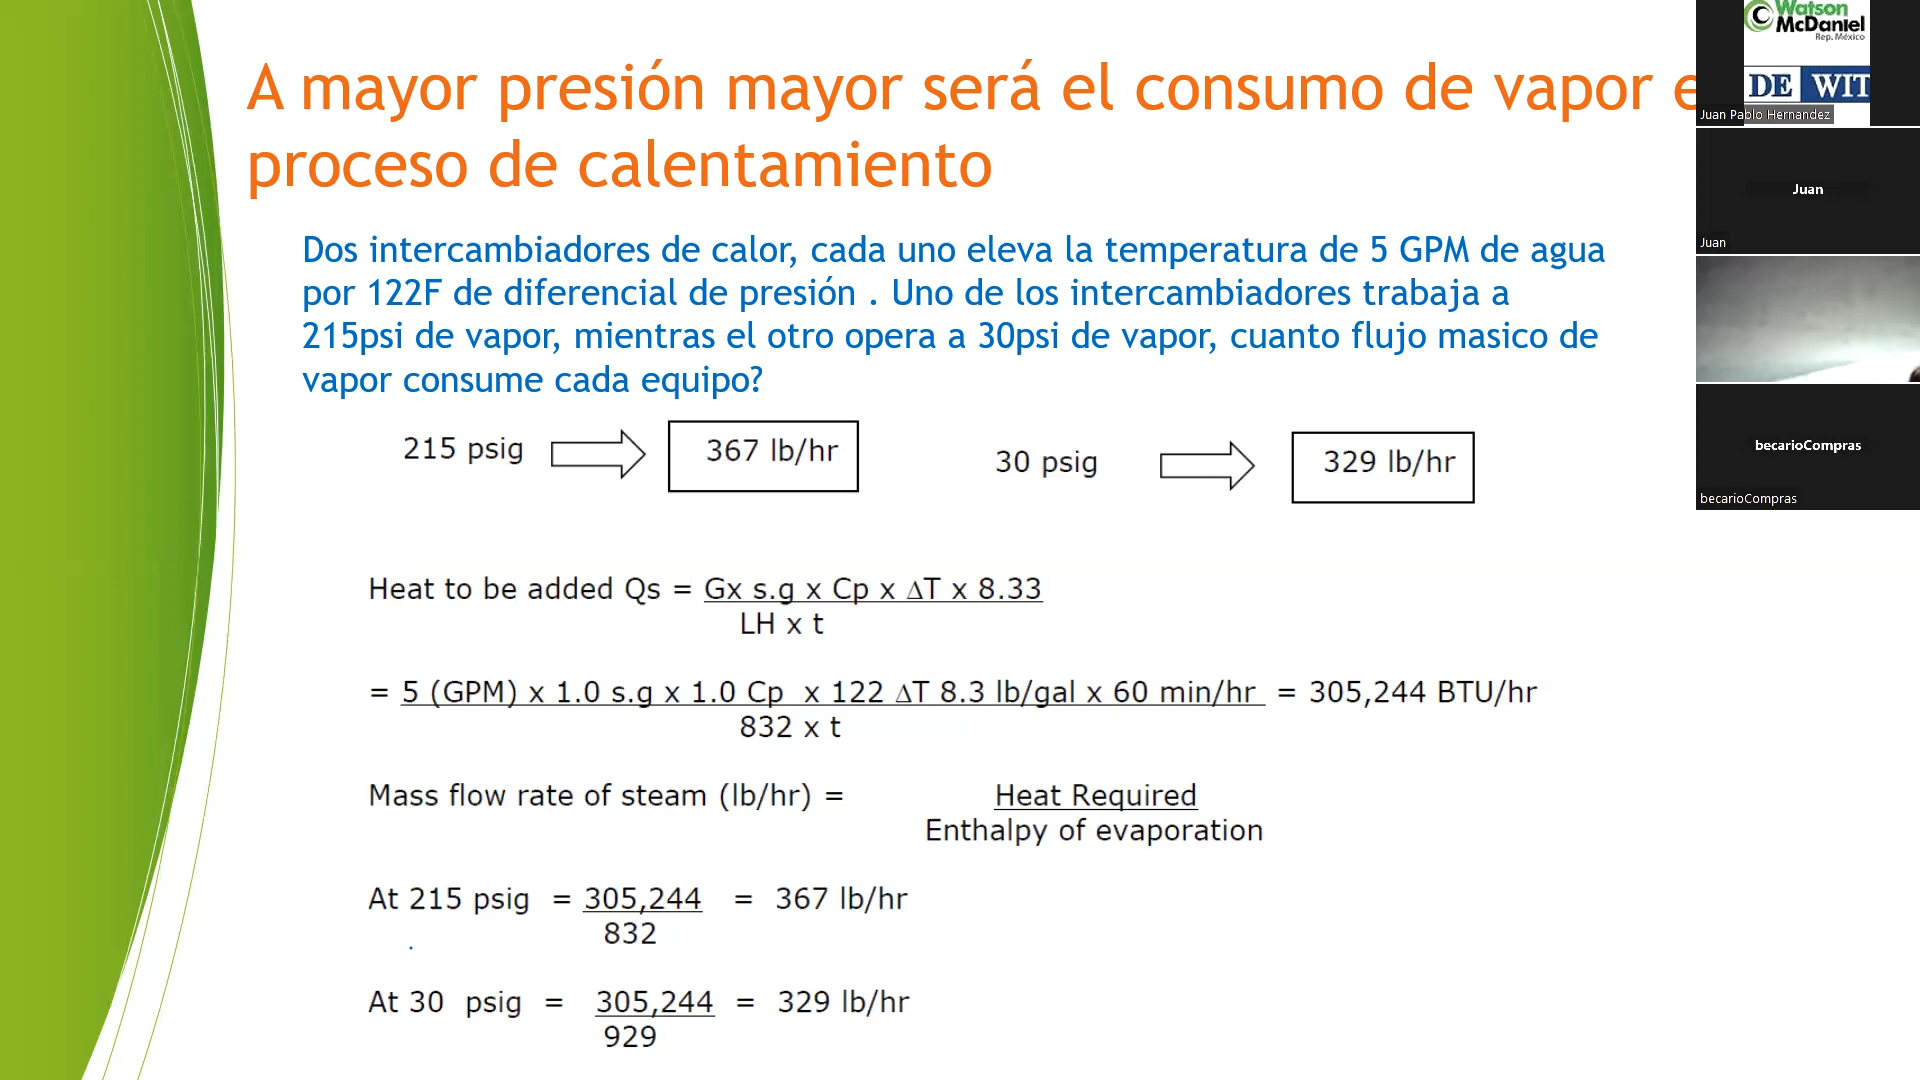 A mayor presión mayor será el consumo de vapor e
proceso de calentamiento
Dos intercambiadores de calor, cada uno eleva la temperatura de 5 GPM de agua
por 122F de diferencial de presión . Uno de los intercambiadores trabaja a
215psi de vapor, mientras el otro opera a 30psi de vapor, cuanto flujo masico de
vapor consume cada equipo?
215 psig
367 lb/hr
30 psig
329 lb/hr
Heat to be added Qs = Gx s.g x Cp x ΔT x 8.33
LH x t
= 5 (GPM) x 1.0 s.g x 1.0 Cp x 122 ΔT 8.3 lb/gal x 60 min/hr = 305,244 BTU/hr
832 x t
Mass flow rate of steam (lb/hr) = Heat Required
Enthalpy of evaporation
At 215 psig = 305,244 = 367 lb/hr
832
At 30 psig = 305,244 = 329 lb/hr
929
Watson
McDaniel
Rep. México
DE WIT
Juan Pablo Hernandez
Juan
Juan
becarioCompras
becarioCompras